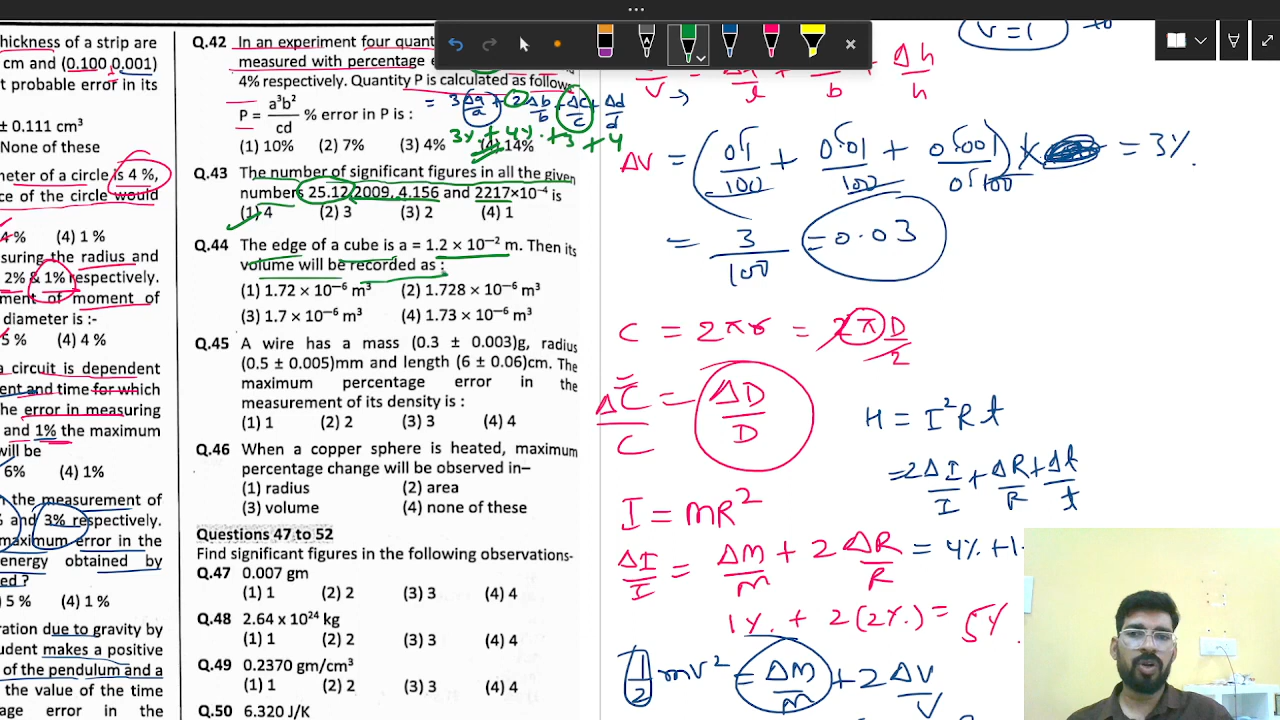 hickness of a strip are
cm and (0.100 0.001)
t probable error in its
± 0.111 cm³
None of these
meter of a circle is 4 %,
ce of the circle would
4 % (4) 1 %
suring the radius and
2% & 1% respectively.
ment of moment of
diameter is :-
5 % (4) 4 %
a circuit is dependent
ent and time for which
he error in measuring
and 1% the maximum
will be
6% (4) 1%
n the measurement of
% and 3% respectively.
maximum error in the
energy obtained by
ed ?
) 5 % (4) 1 %
ration due to gravity by
udent makes a positive
of the pendulum and a
the value of the time
age error in the
Q.42 In an experiment four quant
measured with percentage e
4% respectively. Quantity P is calculated as follow
P = a³b²/cd % error in P is :
= 3 Δa/a + 2 Δb/b + Δc/c + Δd/d
3% + 4% + 3 + 4
(1) 10% (2) 7% (3) 4% (4) 14%
Q.43 The number of significant figures in all the given
numbers 25.12, 2009, 4.156 and 2217×10⁻⁴ is
(1) 4 (2) 3 (3) 2 (4) 1
Q.44 The edge of a cube is a = 1.2 × 10⁻² m. Then its
volume will be recorded as :
(1) 1.72 × 10⁻⁶ m³ (2) 1.728 × 10⁻⁶ m³
(3) 1.7 × 10⁻⁶ m³ (4) 1.73 × 10⁻⁶ m³
Q.45 A wire has a mass (0.3 ± 0.003)g, radius
(0.5 ± 0.005)mm and length (6 ± 0.06)cm. The
maximum percentage error in the
measurement of its density is :
(1) 1 (2) 2 (3) 3 (4) 4
Q.46 When a copper sphere is heated, maximum
percentage change will be observed in–
(1) radius (2) area
(3) volume (4) none of these
Questions 47 to 52
Find significant figures in the following observations-
Q.47 0.007 gm
(1) 1 (2) 2 (3) 3 (4) 4
Q.48 2.64 x 10²⁴ kg
(1) 1 (2) 2 (3) 3 (4) 4
Q.49 0.2370 gm/cm³
(1) 1 (2) 2 (3) 3 (4) 4
Q.50 6.320 J/K
V = l
V → l + b + Δh/h
ΔV = ( /100 + /100 + / ) × = 3%.
= 3/100 = 0.03
C = 2πr = 2πD/2
ΔC/C = ΔD/D
H = I²Rt
= 2ΔI/I + ΔR/R + Δt/t
I = MR²
ΔI/I = ΔM/M + 2 ΔR/R = 4% + 1
1%. + 2(2%.) = 5%.
1/2 mv² = ΔM/M + 2 ΔV/V